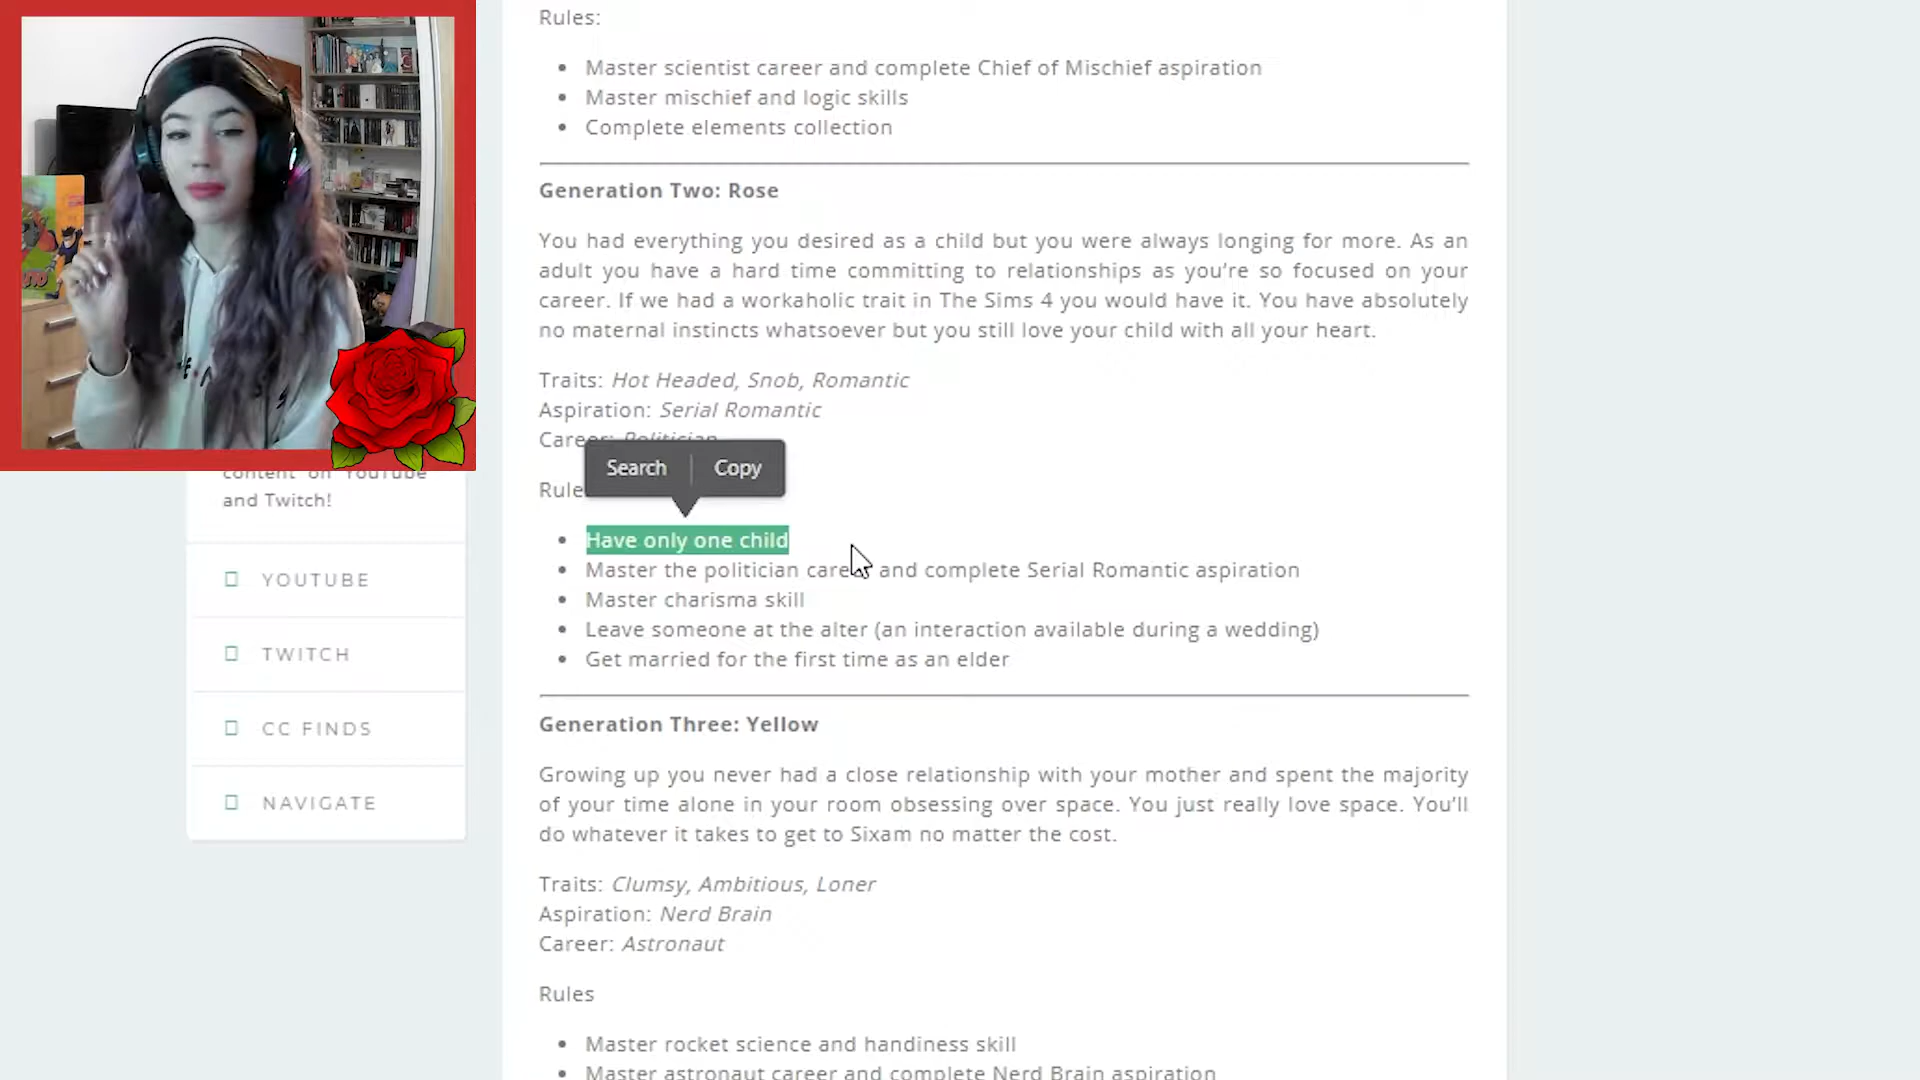 Rules:
Master scientist career and complete Chief of Mischief aspiration
Master mischief and logic skills
Complete elements collection
Generation Two: Rose
You had everything you desired as a child but you were always longing for more. As an
adult you have a hard time committing to relationships as you're so focused on your
career. If we had a workaholic trait in The Sims 4 you would have it. You have absolutely
no maternal instincts whatsoever but you still love your child with all your heart.
Traits: Hot Headed, Snob, Romantic
Aspiration: Serial Romantic
Career: Politician
Search Copy
Rule
Have only one child
Master the politician and complete Serial Romantic aspiration
Master charisma skill
Leave someone at the alter (an interaction available during a wedding)
Get married for the first time as an elder
Generation Three: Yellow
Growing up you never had a close relationship with your mother and spent the majority
of your time alone in your room obsessing over space. You just really love space. You'll
do whatever it takes to get to Sixam no matter the cost.
Traits: Clumsy, Ambitious, Loner
Aspiration: Nerd Brain
Career: Astronaut
Rules
Master rocket science and handiness skill
Master astronaut career and complete Nerd Brain aspiration
content on YouTube
and Twitch!
YOUTUBE
TWITCH
CC FINDS
NAVIGATE